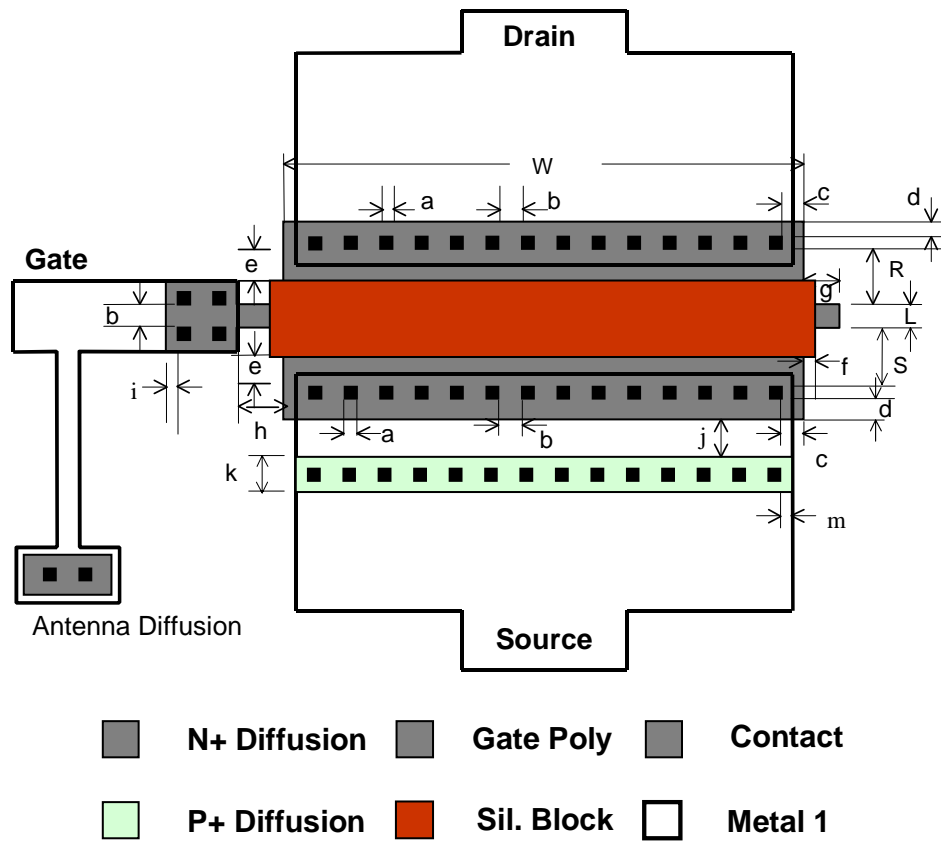 Drain
W
a
b
c
d
Gate
e
R
g
b
L
e
S
f
i
d
h
a
b
j
c
k
m
Antenna Diffusion
Source
N+ Diffusion
Gate Poly
Contact
P+ Diffusion
Sil. Block
Metal 1